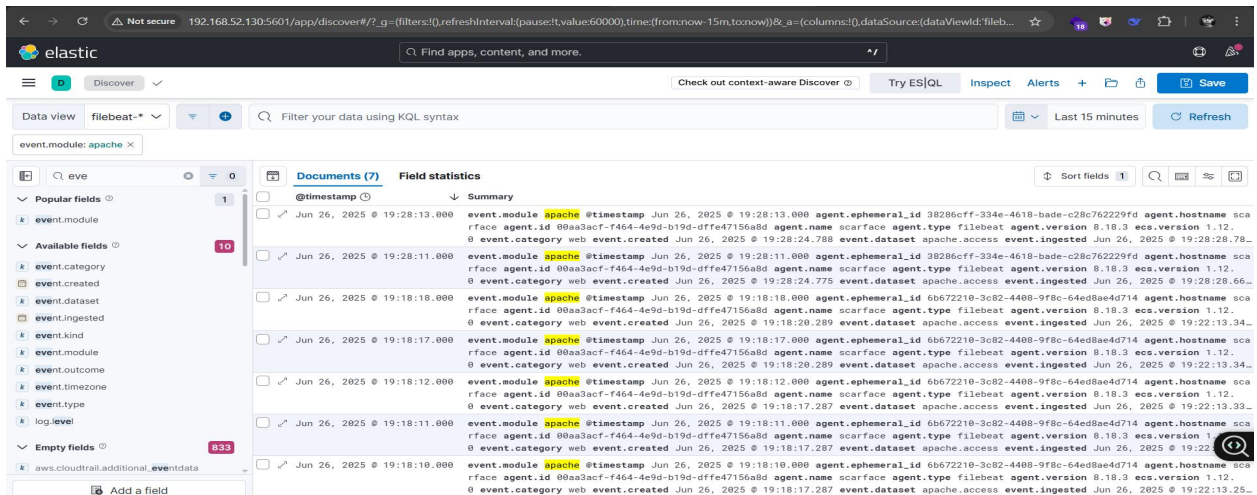 Not secure 192.168.52.130:5601/app/discover#/?_g=(filters:!(),refreshInterval:(pause:!t,value:60000),time:(from:now-15m,to:now))&_a=(columns:!(),dataSource:(dataViewId:'fileb...
18
elastic
Find apps, content, and more.
^/
D Discover
Check out context-aware Discover
Try ES|QL
Inspect
Alerts
Save
Data view filebeat-*
Filter your data using KQL syntax
Last 15 minutes
Refresh
event.module: apache ×
eve
0
Documents (7) Field statistics
Sort fields 1
Popular fields 1
k event.module
Available fields 10
k event.category
event.created
k event.dataset
event.ingested
k event.kind
k event.module
k event.outcome
k event.timezone
k event.type
k log.level
Empty fields 833
k aws.cloudtrail.additional_eventdata
Add a field
@timestamp Summary
Jun 26, 2025 @ 19:28:13.000 event.module apache @timestamp Jun 26, 2025 @ 19:28:13.000 agent.ephemeral_id 38286cff-334e-4618-bade-c28c762229fd agent.hostname sca
rface agent.id 00aa3acf-f464-4e9d-b19d-dffe47156a8d agent.name scarface agent.type filebeat agent.version 8.18.3 ecs.version 1.12.
0 event.category web event.created Jun 26, 2025 @ 19:28:24.788 event.dataset apache.access event.ingested Jun 26, 2025 @ 19:28:28.78…
Jun 26, 2025 @ 19:28:11.000 event.module apache @timestamp Jun 26, 2025 @ 19:28:11.000 agent.ephemeral_id 38286cff-334e-4618-bade-c28c762229fd agent.hostname sca
rface agent.id 00aa3acf-f464-4e9d-b19d-dffe47156a8d agent.name scarface agent.type filebeat agent.version 8.18.3 ecs.version 1.12.
0 event.category web event.created Jun 26, 2025 @ 19:28:24.775 event.dataset apache.access event.ingested Jun 26, 2025 @ 19:28:28.66…
Jun 26, 2025 @ 19:18:18.000 event.module apache @timestamp Jun 26, 2025 @ 19:18:18.000 agent.ephemeral_id 6b672210-3c82-4408-9f8c-64ed8ae4d714 agent.hostname sca
rface agent.id 00aa3acf-f464-4e9d-b19d-dffe47156a8d agent.name scarface agent.type filebeat agent.version 8.18.3 ecs.version 1.12.
0 event.category web event.created Jun 26, 2025 @ 19:18:20.289 event.dataset apache.access event.ingested Jun 26, 2025 @ 19:22:13.34…
Jun 26, 2025 @ 19:18:17.000 event.module apache @timestamp Jun 26, 2025 @ 19:18:17.000 agent.ephemeral_id 6b672210-3c82-4408-9f8c-64ed8ae4d714 agent.hostname sca
rface agent.id 00aa3acf-f464-4e9d-b19d-dffe47156a8d agent.name scarface agent.type filebeat agent.version 8.18.3 ecs.version 1.12.
0 event.category web event.created Jun 26, 2025 @ 19:18:20.289 event.dataset apache.access event.ingested Jun 26, 2025 @ 19:22:13.34…
Jun 26, 2025 @ 19:18:12.000 event.module apache @timestamp Jun 26, 2025 @ 19:18:12.000 agent.ephemeral_id 6b672210-3c82-4408-9f8c-64ed8ae4d714 agent.hostname sca
rface agent.id 00aa3acf-f464-4e9d-b19d-dffe47156a8d agent.name scarface agent.type filebeat agent.version 8.18.3 ecs.version 1.12.
0 event.category web event.created Jun 26, 2025 @ 19:18:17.287 event.dataset apache.access event.ingested Jun 26, 2025 @ 19:22:13.33…
Jun 26, 2025 @ 19:18:11.000 event.module apache @timestamp Jun 26, 2025 @ 19:18:11.000 agent.ephemeral_id 6b672210-3c82-4408-9f8c-64ed8ae4d714 agent.hostname sca
rface agent.id 00aa3acf-f464-4e9d-b19d-dffe47156a8d agent.name scarface agent.type filebeat agent.version 8.18.3 ecs.version 1.
0 event.category web event.created Jun 26, 2025 @ 19:18:17.287 event.dataset apache.access event.ingested Jun 26, 2025 @ 19:22
Jun 26, 2025 @ 19:18:10.000 event.module apache @timestamp Jun 26, 2025 @ 19:18:10.000 agent.ephemeral_id 6b672210-3c82-4408-9f8c-64ed8ae4d714 agent.hostname sca
rface agent.id 00aa3acf-f464-4e9d-b19d-dffe47156a8d agent.name scarface agent.type filebeat agent.version 8.18.3 ecs.version 1.12.
0 event.category web event.created Jun 26, 2025 @ 19:18:17.287 event.dataset apache.access event.ingested Jun 26, 2025 @ 19:22:13.25…